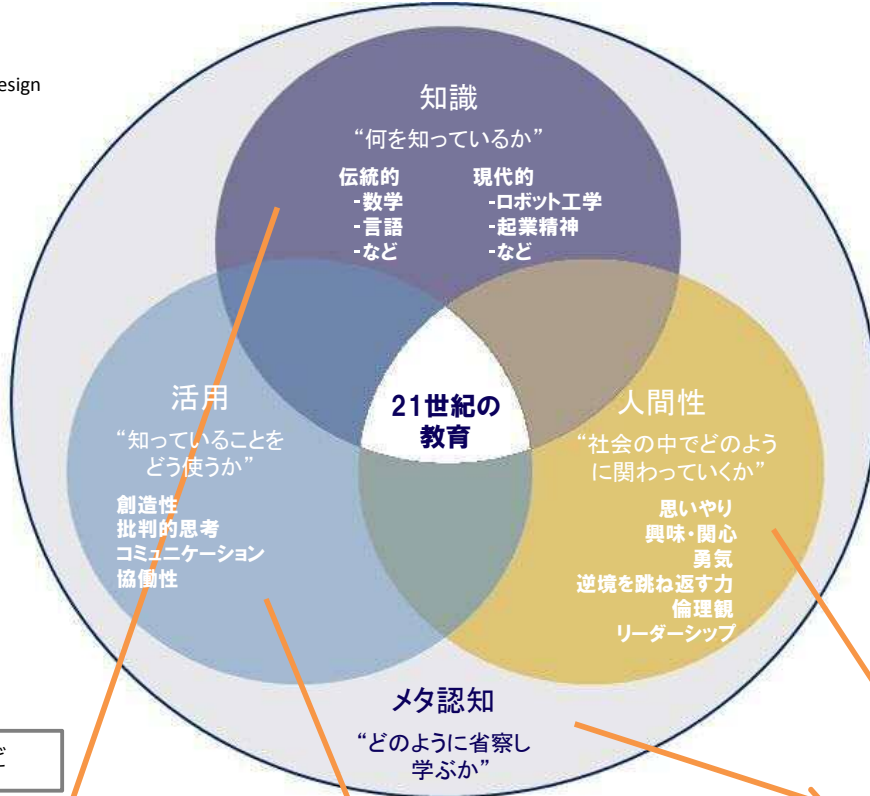 esign
知識
“何を知っているか”
伝統的
-数学
-言語
-など
現代的
-ロボット工学
-起業精神
-など
21世紀の
教育
活用
“知っていることを
どう使うか”
創造性
批判的思考
コミュニケーション
協働性
人間性
“社会の中でどのよう
に関わっていくか”
思いやり
興味・関心
勇気
逆境を跳ね返す力
倫理観
リーダーシップ
メタ認知
“どのように省察し
学ぶか”